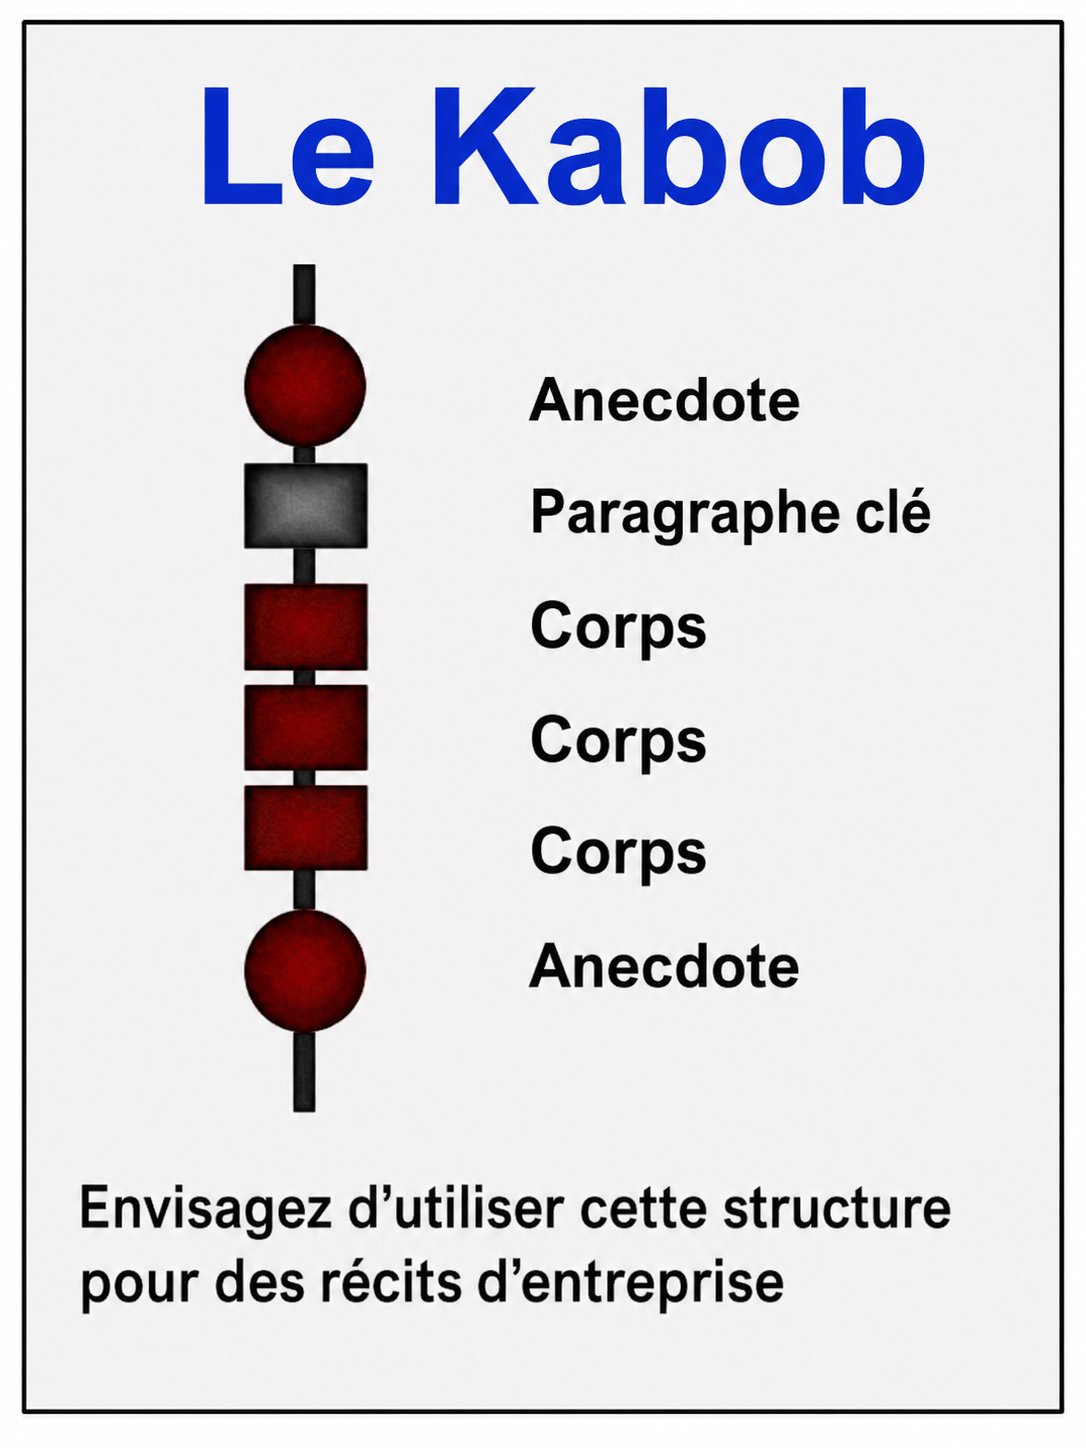 Le Kabob
Anecdote
Paragraphe clé
Corps
Corps
Corps
Anecdote
Envisagez d’utiliser cette structure
pour des récits d’entreprise